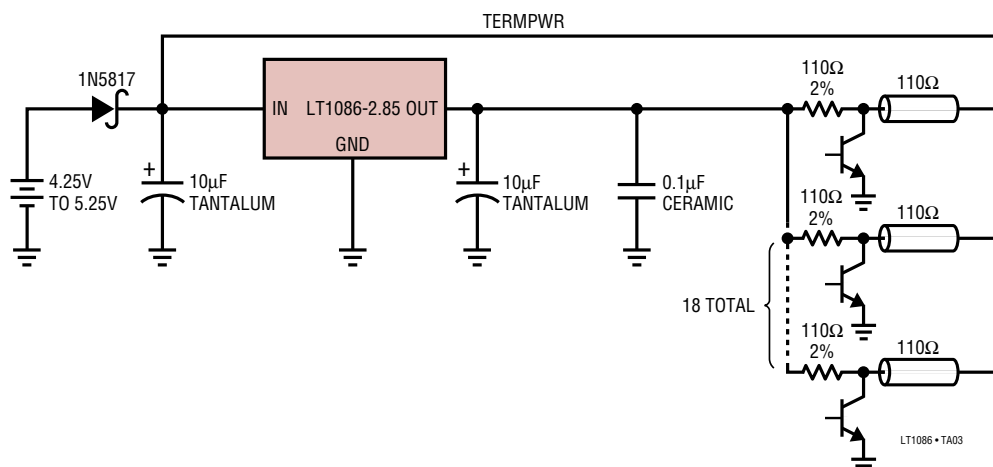 TERMPWR
1N5817
IN LT1086-2.85 OUT
GND
+
4.25V
TO 5.25V
10µF
TANTALUM
+
10µF
TANTALUM
0.1µF
CERAMIC
110Ω
2%
110Ω
110Ω
2%
110Ω
18 TOTAL
110Ω
2%
110Ω
LT1086 • TA03